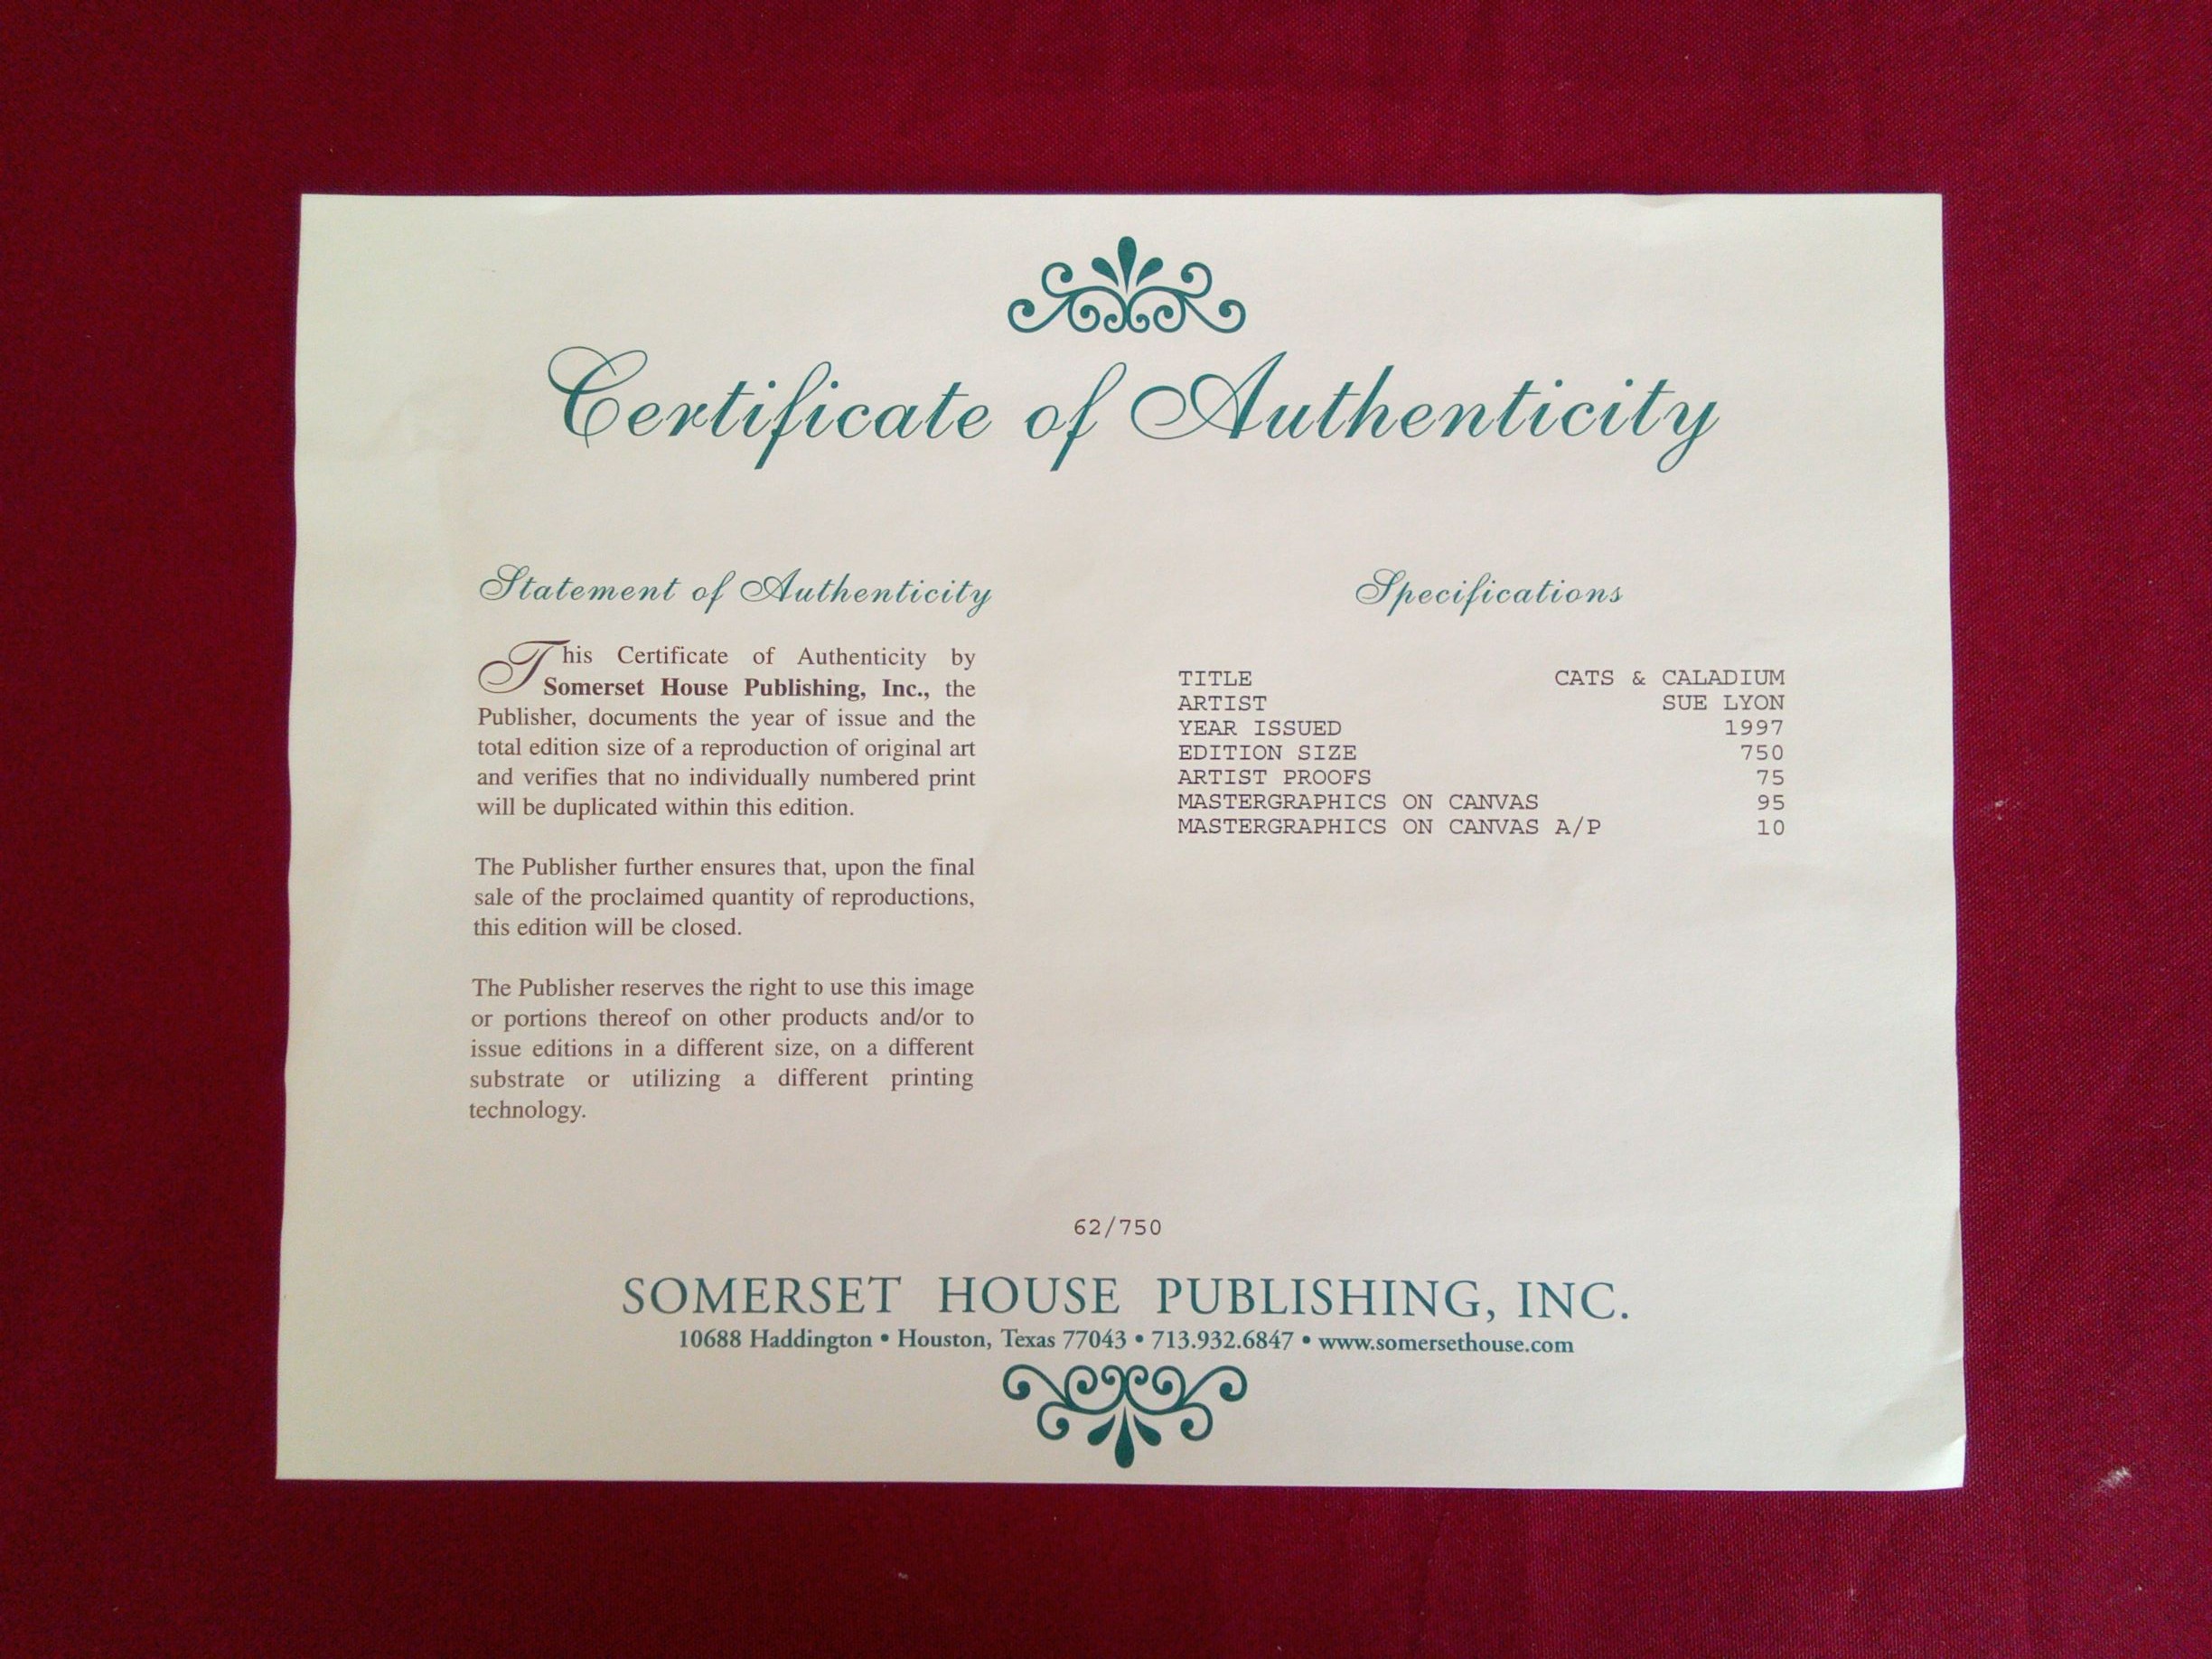 Certificate of Authenticity
Statement of Authenticity
This Certificate of Authenticity by
Somerset House Publishing, Inc., the
Publisher, documents the year of issue and the
total edition size of a reproduction of original art
and verifies that no individually numbered print
will be duplicated within this edition.
The Publisher further ensures that, upon the final
sale of the proclaimed quantity of reproductions,
this edition will be closed.
The Publisher reserves the right to use this image
or portions thereof on other products and/or to
issue editions in a different size, on a different
substrate or utilizing a different printing
technology.
Specifications
TITLE CATS & CALADIUM
ARTIST SUE LYON
YEAR ISSUED 1997
EDITION SIZE 750
ARTIST PROOFS 75
MASTERGRAPHICS ON CANVAS 95
MASTERGRAPHICS ON CANVAS A/P 10
62/750
SOMERSET HOUSE PUBLISHING, INC.
10688 Haddington • Houston, Texas 77043 • 713.932.6847 • www.somersethouse.com